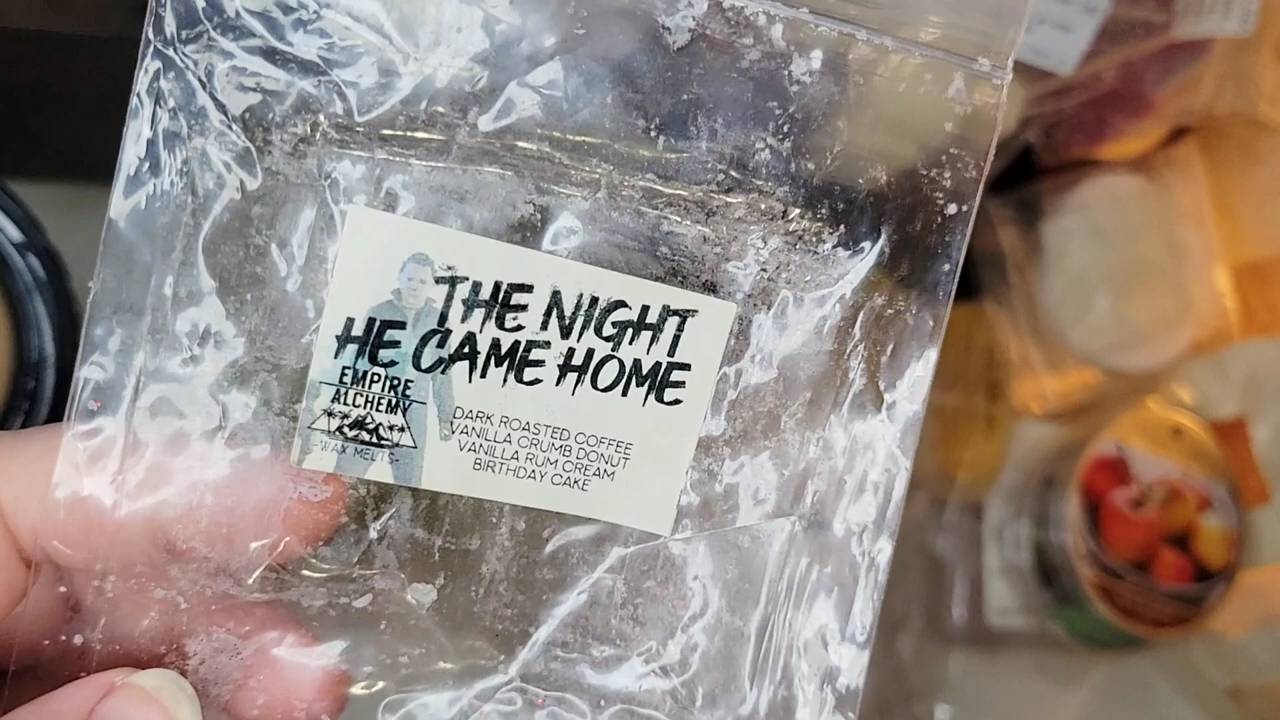 THE NIGHT
HE CAME HOME
EMPIRE
ALCHEMY
-WAX MELTS-
DARK ROASTED COFFEE
VANILLA CRUMB DONUT
VANILLA RUM CREAM
BIRTHDAY CAKE